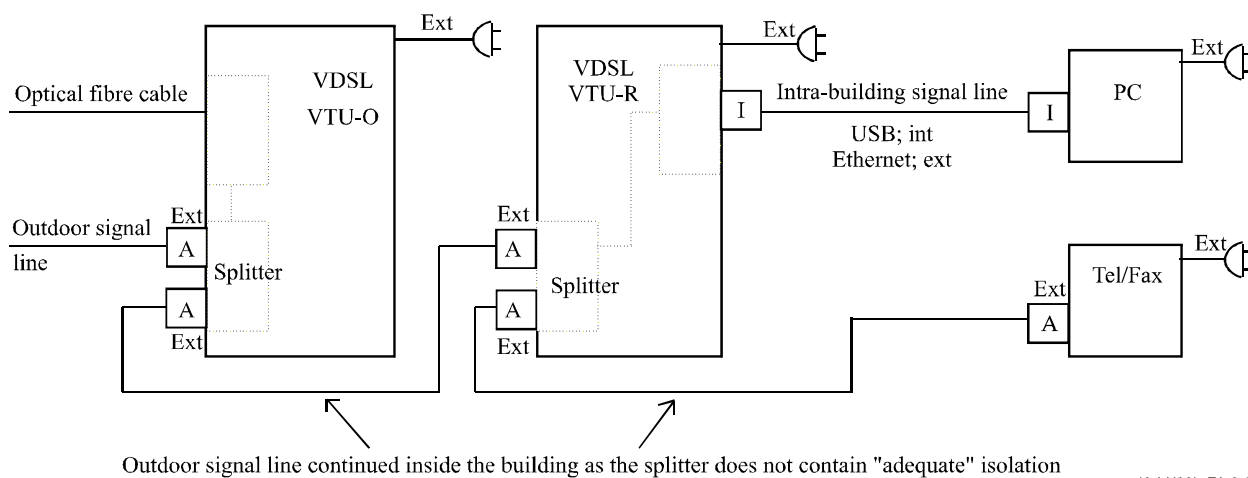 Ext
Ext
Ext
VDSL
VTU-O
VDSL
VTU-R
PC
Optical fibre cable
I
Intra-building signal line
I
USB; int
Ethernet; ext
Ext
Outdoor signal
line
A
Splitter
A
Ext
Ext
A
Splitter
A
Ext
Ext
Tel/Fax
Ext
A
Outdoor signal line continued inside the building as the splitter does not contain "adequate" isolation